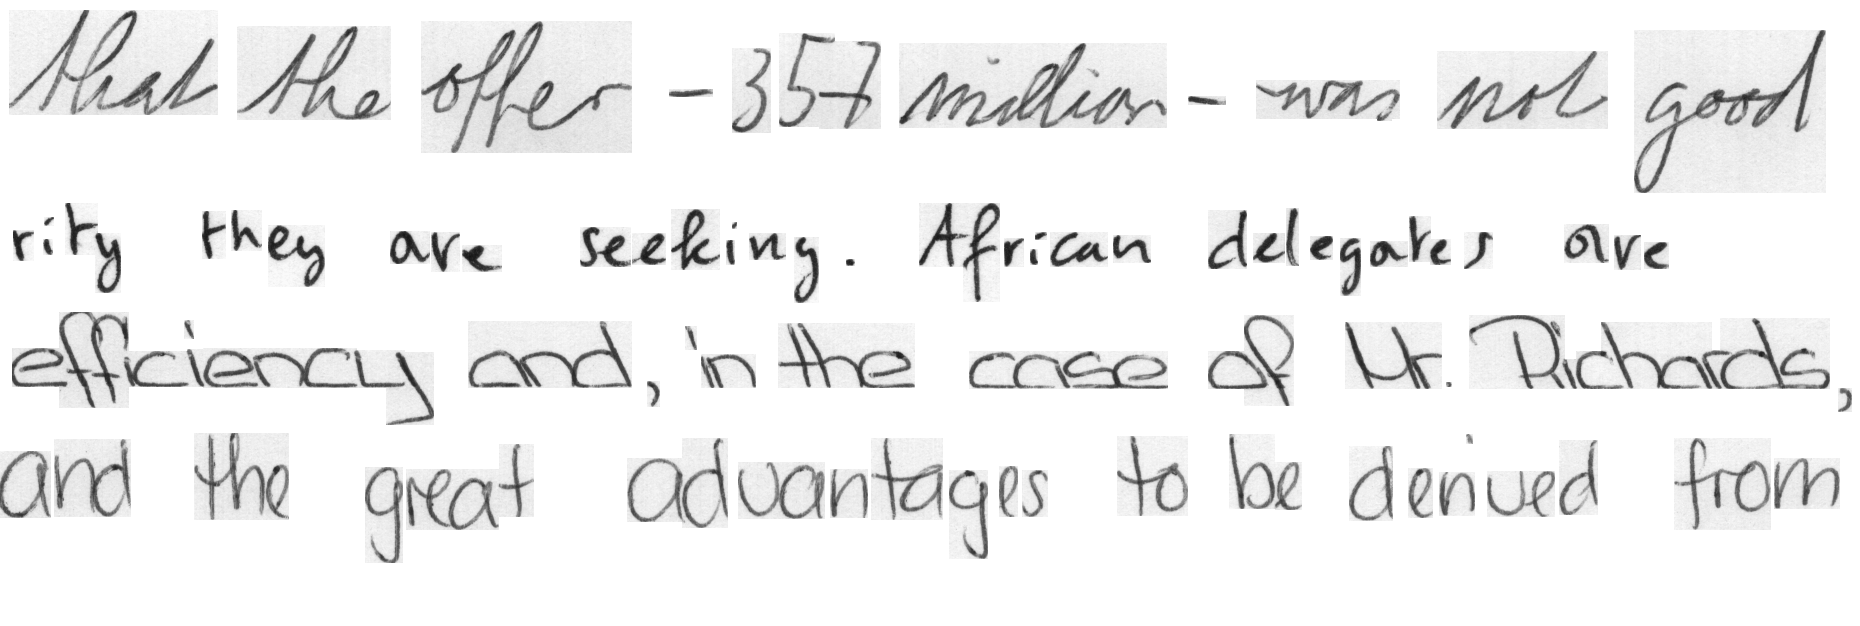 that the offer - 357 million - was not good
rity they are seeking. African delegates are
efficiency and, in the case of Mr. Richards,
and the great advantages to be derived from